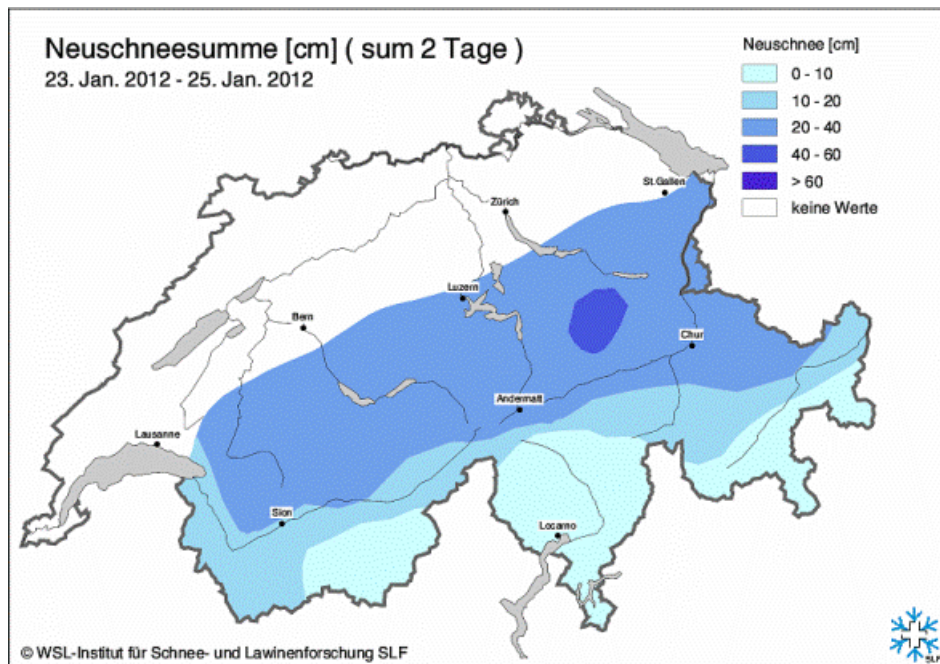 Neuschneesumme [cm] ( sum 2 Tage )
23. Jan. 2012 - 25. Jan. 2012
Neuschnee [cm]
0 - 10
10 - 20
20 - 40
40 - 60
> 60
keine Werte
St.Gallen
Zürich
Luzern
Bern
Chur
Andermatt
Lausanne
Sion
Locarno
© WSL-Institut für Schnee- und Lawinenforschung SLF
SLF